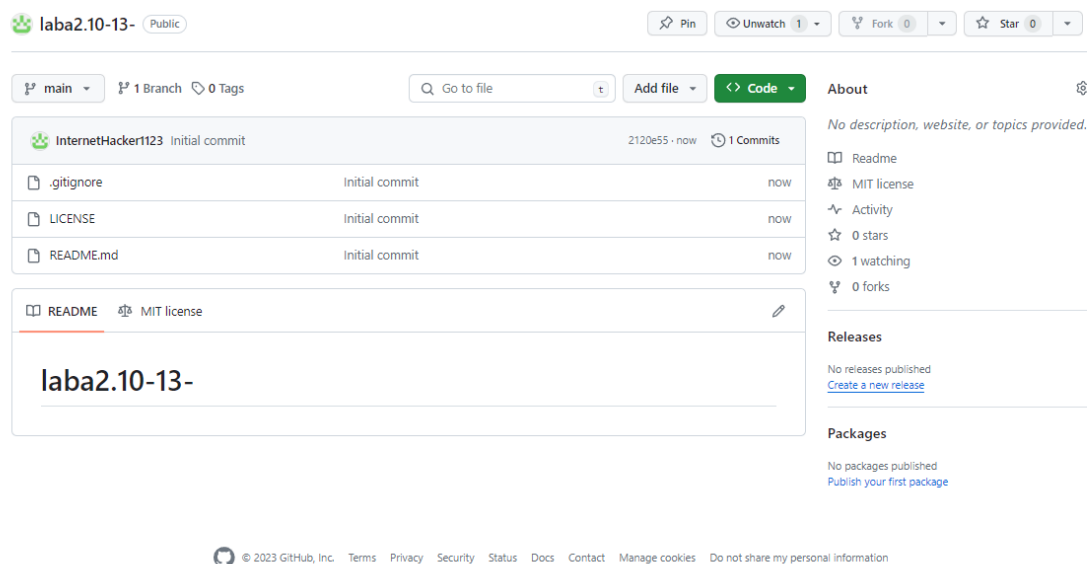 laba2.10-13- Public
Pin
Unwatch 1
Fork 0
Star 0
main
1 Branch
0 Tags
Go to file t
Add file
<> Code
InternetHacker1123 Initial commit 2120e55 · now 1 Commits
.gitignore Initial commit now
LICENSE Initial commit now
README.md Initial commit now
README
MIT license
laba2.10-13-
About
No description, website, or topics provided.
Readme
MIT license
Activity
0 stars
1 watching
0 forks
Releases
No releases published
Create a new release
Packages
No packages published
Publish your first package
© 2023 GitHub, Inc. Terms Privacy Security Status Docs Contact Manage cookies Do not share my personal information